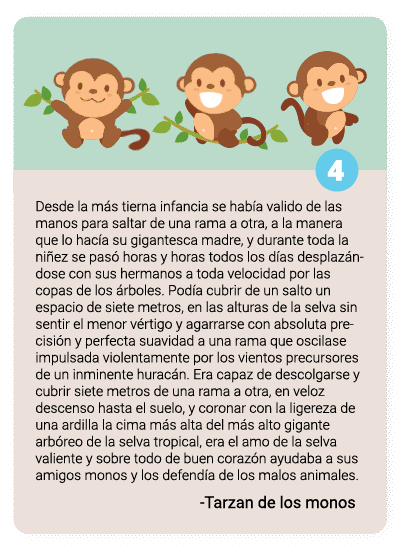 4
Desde la más tierna infancia se había valido de las
manos para saltar de una rama a otra, a la manera
que lo hacía su gigantesca madre, y durante toda la
niñez se pasó horas y horas todos los días desplazán-
dose con sus hermanos a toda velocidad por las
copas de los árboles. Podía cubrir de un salto un
espacio de siete metros, en las alturas de la selva sin
sentir el menor vértigo y agarrarse con absoluta pre-
cisión y perfecta suavidad a una rama que oscilase
impulsada violentamente por los vientos precursores
de un inminente huracán. Era capaz de descolgarse y
cubrir siete metros de una rama a otra, en veloz
descenso hasta el suelo, y coronar con la ligereza de
una ardilla la cima más alta del más alto gigante
arbóreo de la selva tropical, era el amo de la selva
valiente y sobre todo de buen corazón ayudaba a sus
amigos monos y los defendía de los malos animales.
-Tarzan de los monos